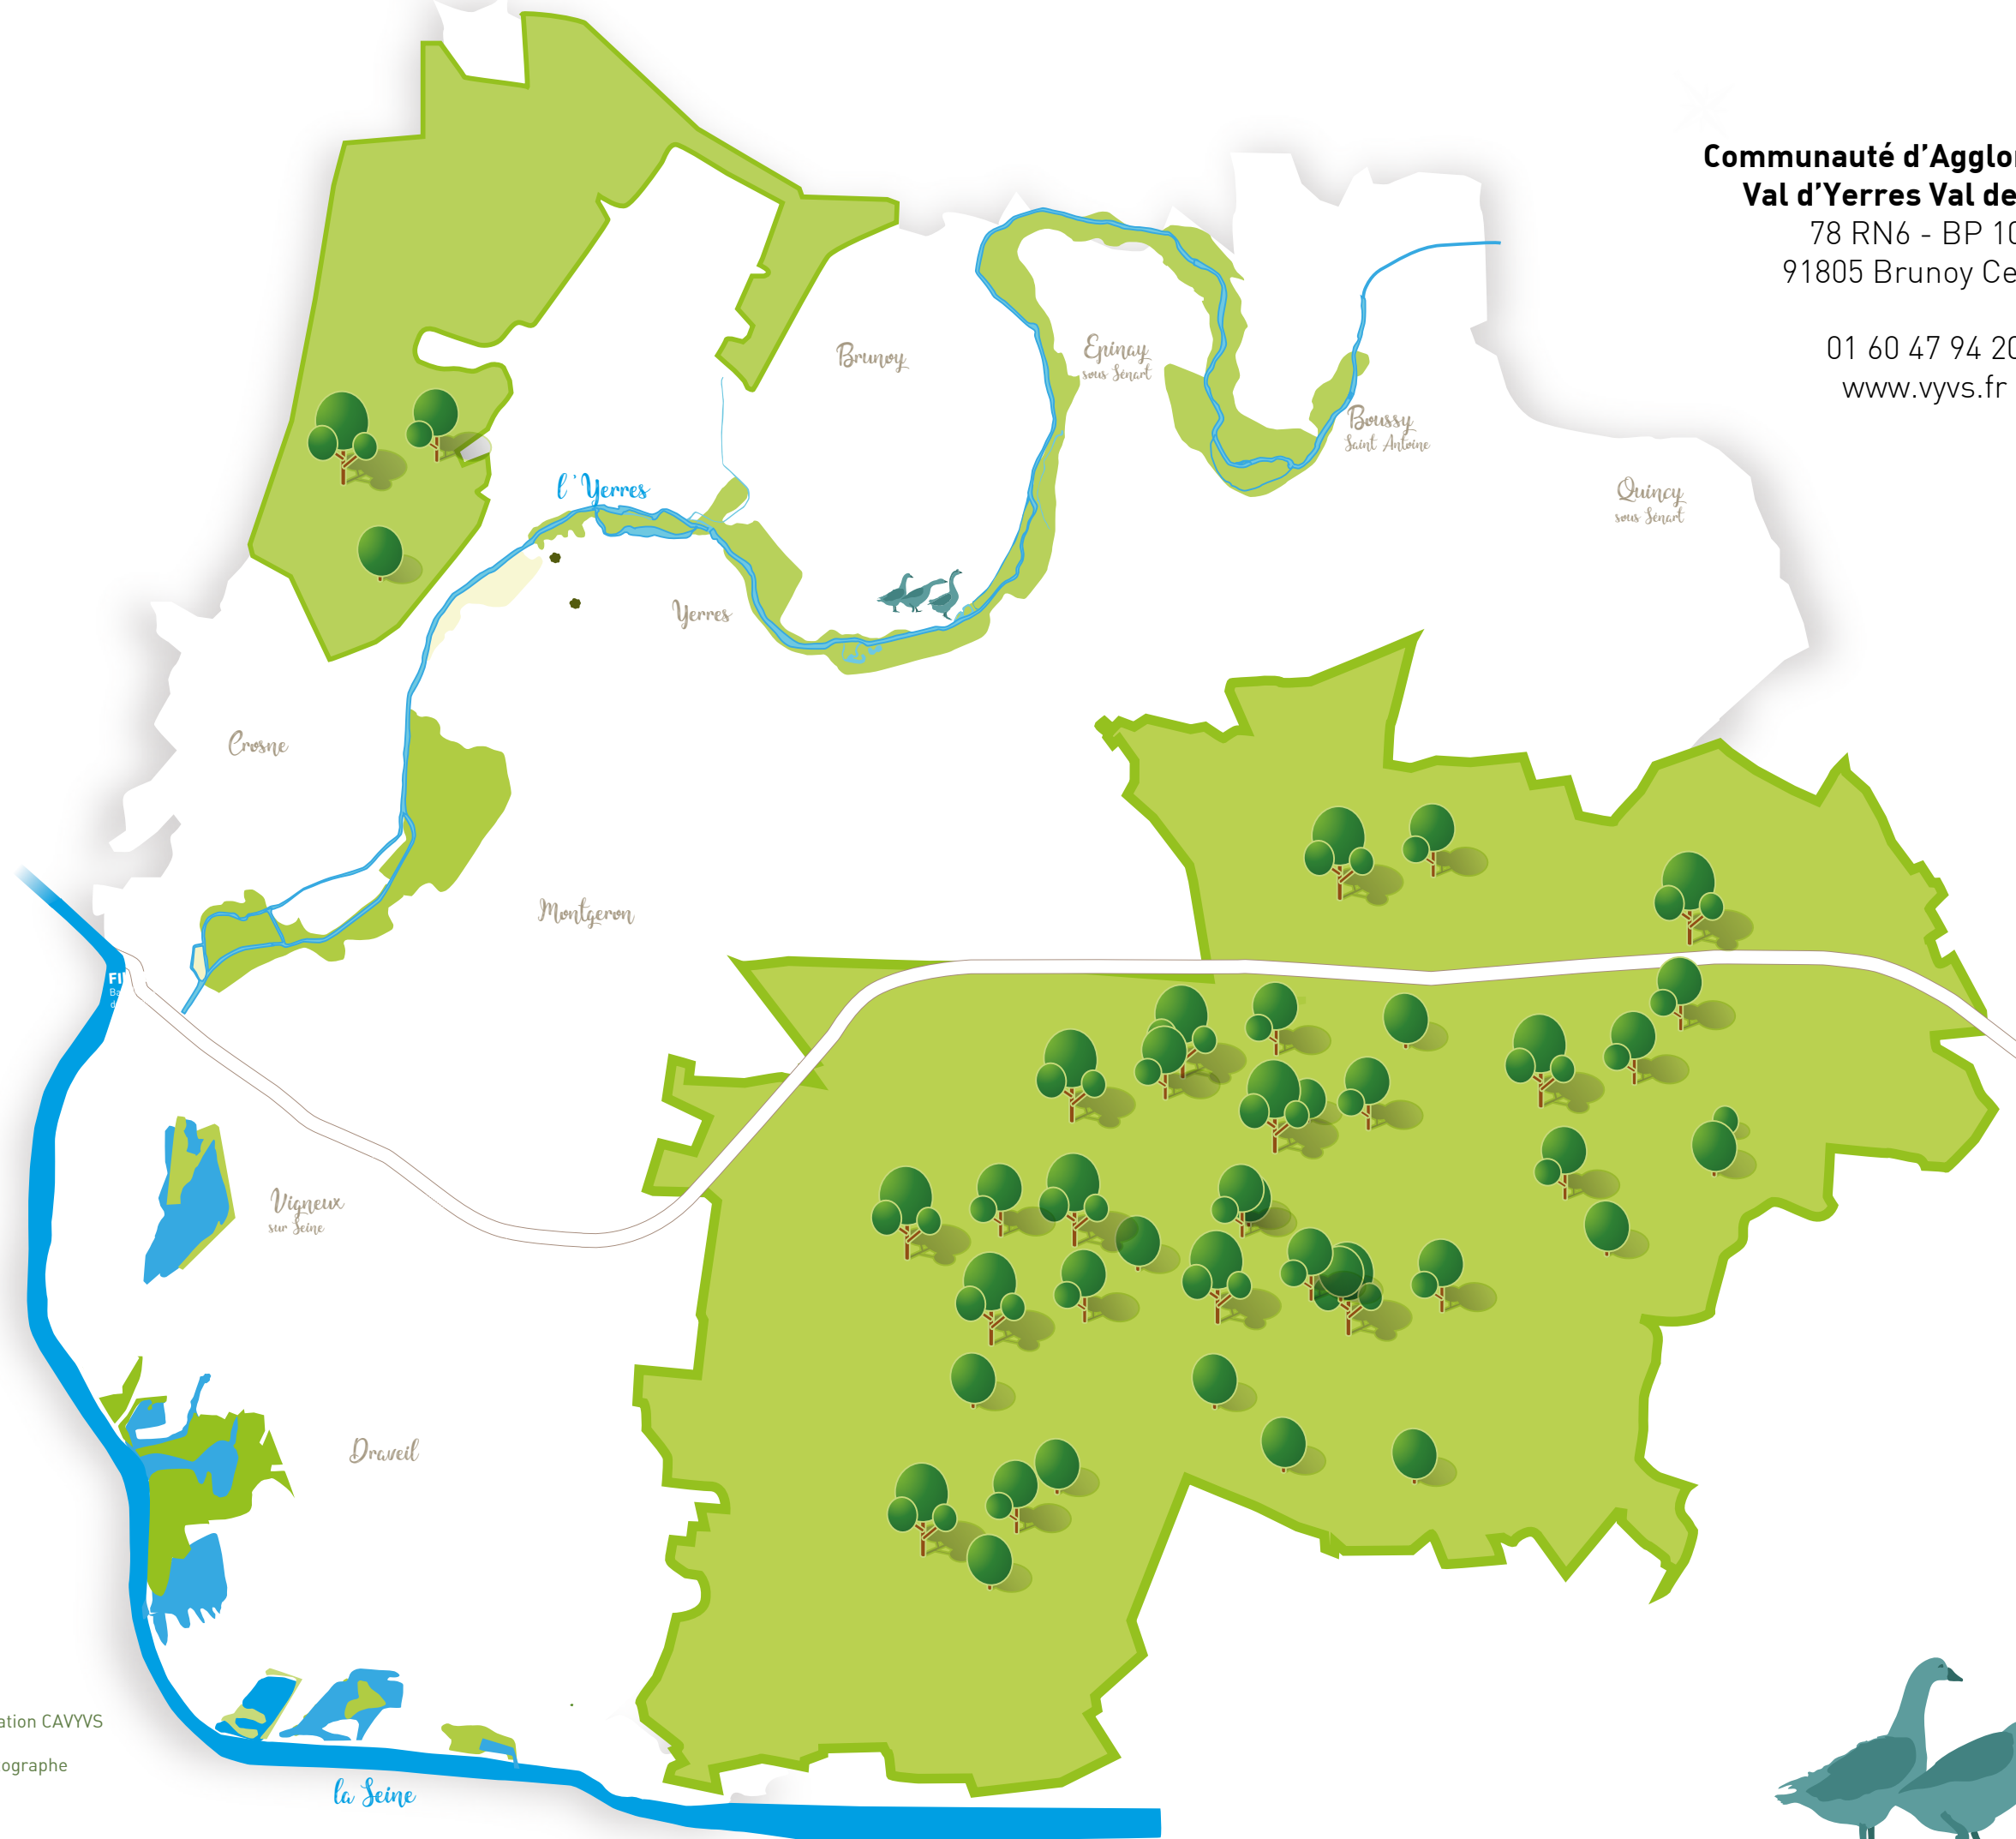 Communauté d'Agglo
Val d'Yerres Val de
78 RN6 - BP 10
91805 Brunoy Ce
01 60 47 94 20
www.vyvs.fr
Brunoy
Epinay
sous Sénart
Boussy
Saint Antoine
Quincy
sous Sénart
l'Yerres
Yerres
Crosne
Montgeron
FI
Ba
d
Vigneux
sur Seine
Draveil
ation CAVYVS
ographe
la Seine